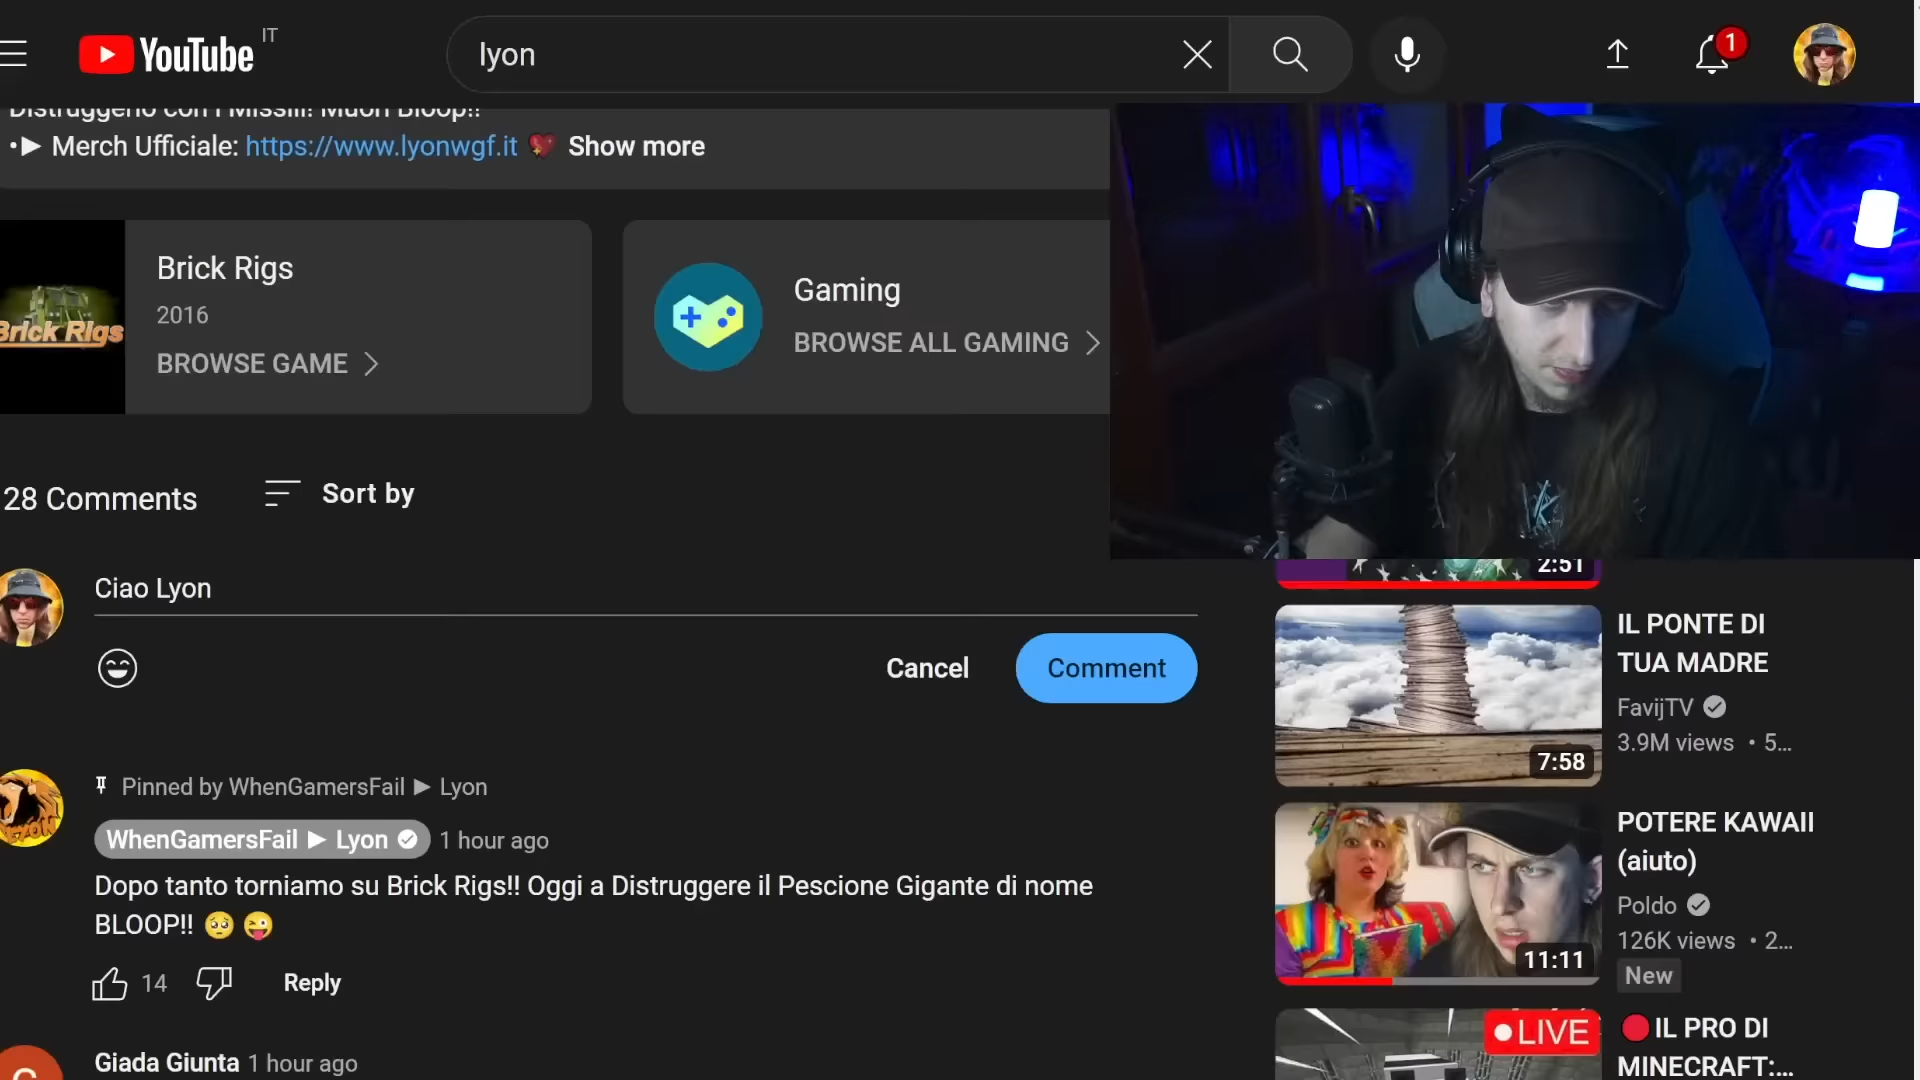 YouTube IT
lyon
1
Distruggerlo con i Missili! Muori Bloop!!
•▶ Merch Ufficiale: https://www.lyonwgf.it 💖 Show more
Brick Rigs
Brick Rigs
2016
BROWSE GAME
Gaming
BROWSE ALL GAMING
28 Comments
Sort by
Ciao Lyon
Cancel
Comment
Pinned by WhenGamersFail ▶ Lyon
WhenGamersFail ▶ Lyon
1 hour ago
Dopo tanto torniamo su Brick Rigs!! Oggi a Distruggere il Pescione Gigante di nome
BLOOP!! 🥺 😜
14
Reply
Giada Giunta 1 hour ago
2:51
7:58
IL PONTE DI
TUA MADRE
FavijTV
3.9M views • 5...
11:11
POTERE KAWAII
(aiuto)
Poldo
126K views • 2...
New
LIVE
🔴IL PRO DI
MINECRAFT:...